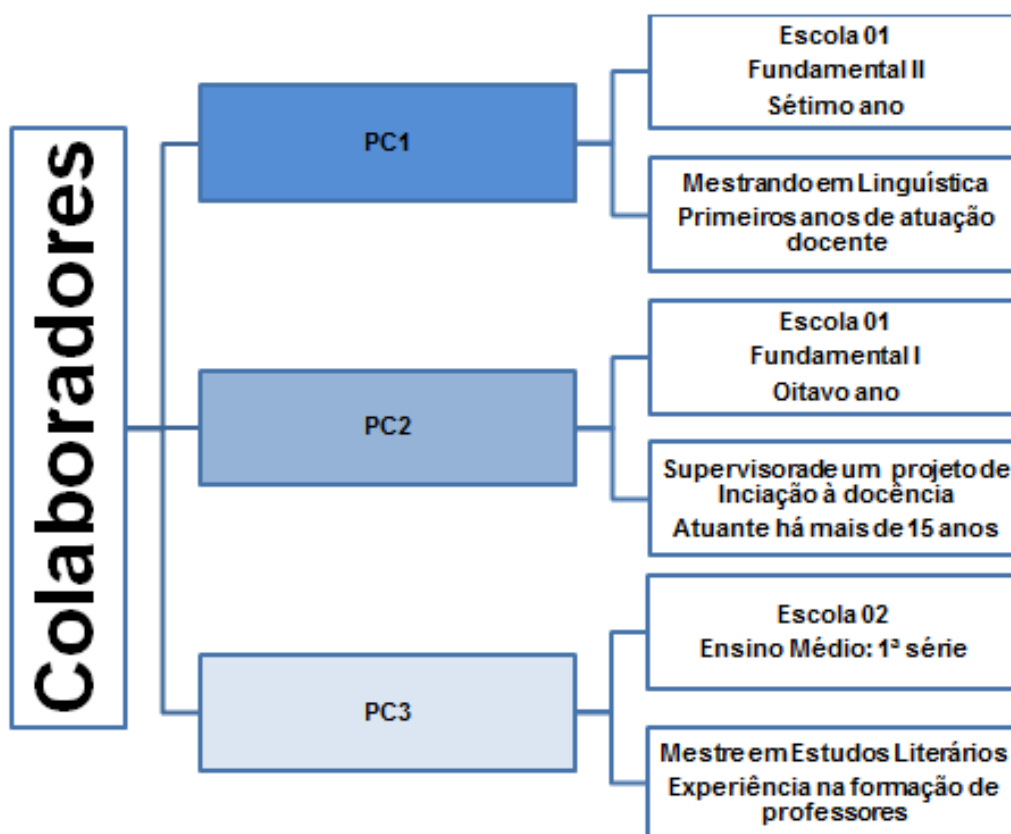 Colaboradores
PC1
Escola 01
Fundamental II
Sétimo ano
Mestrando em Linguística
Primeiros anos de atuação
docente
PC2
Escola 01
Fundamental I
Oitavo ano
Supervisorade um projeto de
Inciação à docência
Atuante há mais de 15 anos
PC3
Escola 02
Ensino Médio: 1ª série
Mestre em Estudos Literários
Experiência na formação de
professores